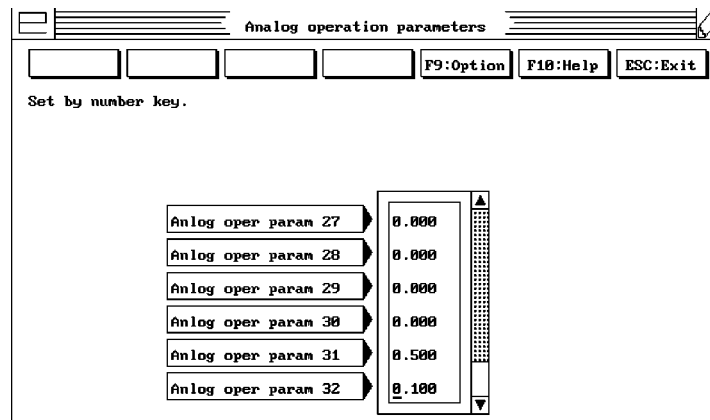 Analog operation parameters
F9:Option F10:Help ESC:Exit
Set by number key.
Anlog oper param 27 0.000
Anlog oper param 28 0.000
Anlog oper param 29 0.000
Anlog oper param 30 0.000
Anlog oper param 31 0.500
Anlog oper param 32 0.100